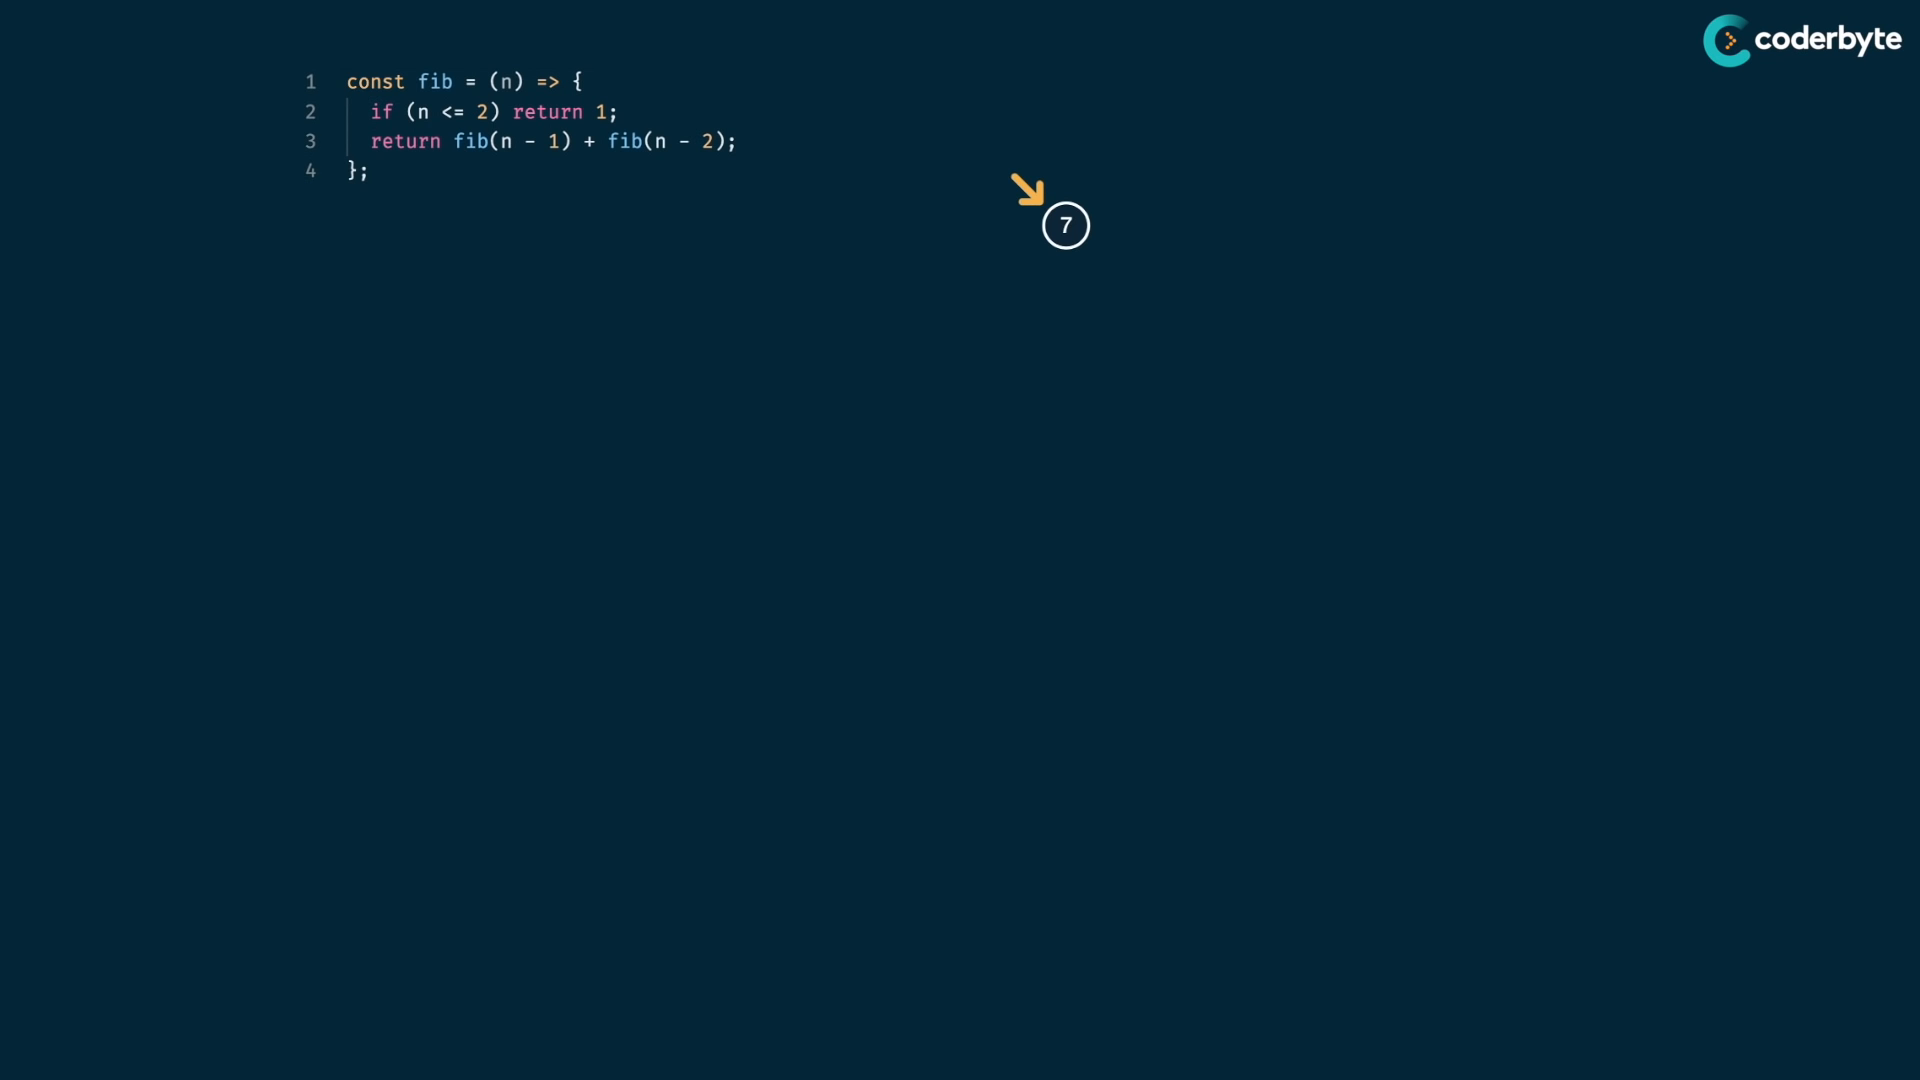 coderbyte
1 const fib = (n) => {
2   if (n <= 2) return 1;
3   return fib(n - 1) + fib(n - 2);
4 };
7